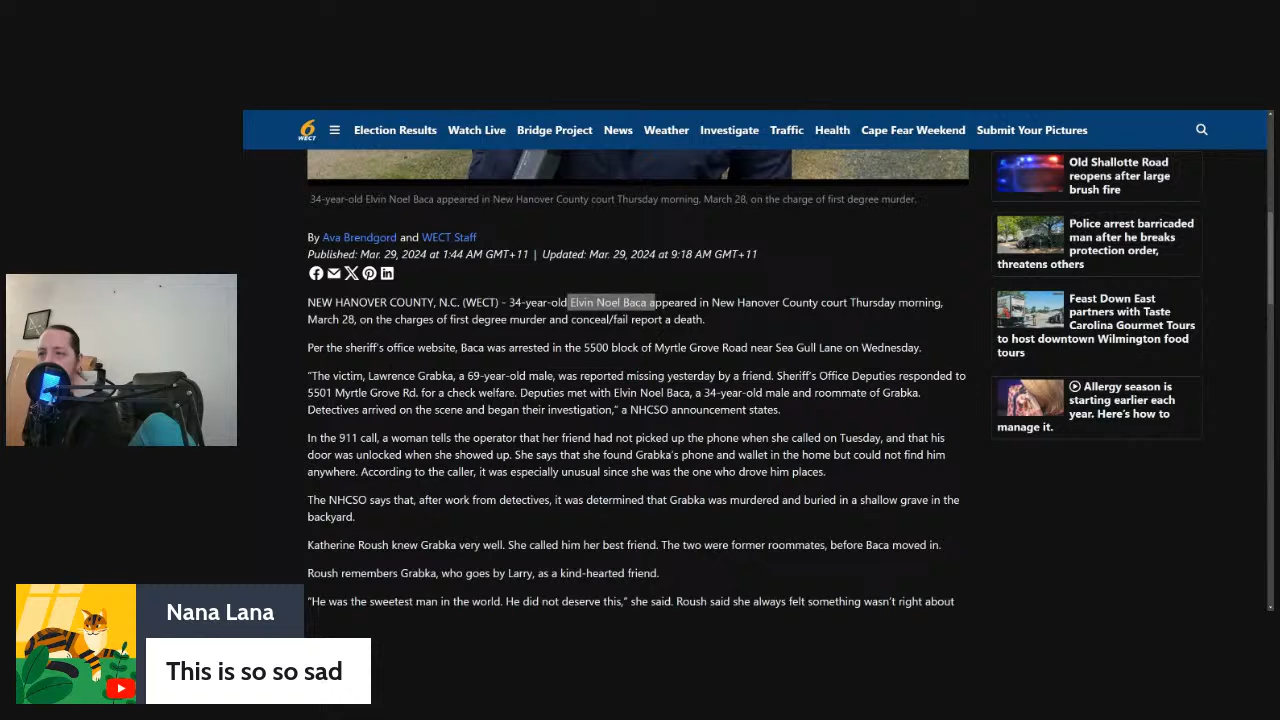 6
WECT
Election Results
Watch Live
Bridge Project
News
Weather
Investigate
Traffic
Health
Cape Fear Weekend
Submit Your Pictures
34-year-old Elvin Noel Baca appeared in New Hanover County court Thursday morning, March 28, on the charge of first degree murder.
By Ava Brendgord and WECT Staff
Published: Mar. 29, 2024 at 1:44 AM GMT+11 | Updated: Mar. 29, 2024 at 9:18 AM GMT+11
NEW HANOVER COUNTY, N.C. (WECT) - 34-year-old Elvin Noel Baca appeared in New Hanover County court Thursday morning,
March 28, on the charges of first degree murder and conceal/fail report a death.
Per the sheriff's office website, Baca was arrested in the 5500 block of Myrtle Grove Road near Sea Gull Lane on Wednesday.
"The victim, Lawrence Grabka, a 69-year-old male, was reported missing yesterday by a friend. Sheriff's Office Deputies responded to
5501 Myrtle Grove Rd. for a check welfare. Deputies met with Elvin Noel Baca, a 34-year-old male and roommate of Grabka.
Detectives arrived on the scene and began their investigation," a NHCSO announcement states.
In the 911 call, a woman tells the operator that her friend had not picked up the phone when she called on Tuesday, and that his
door was unlocked when she showed up. She says that she found Grabka's phone and wallet in the home but could not find him
anywhere. According to the caller, it was especially unusual since she was the one who drove him places.
The NHCSO says that, after work from detectives, it was determined that Grabka was murdered and buried in a shallow grave in the
backyard.
Katherine Roush knew Grabka very well. She called him her best friend. The two were former roommates, before Baca moved in.
Roush remembers Grabka, who goes by Larry, as a kind-hearted friend.
"He was the sweetest man in the world. He did not deserve this," she said. Roush said she always felt something wasn't right about
Old Shallotte Road
reopens after large
brush fire
Police arrest barricaded
man after he breaks
protection order,
threatens others
Feast Down East
partners with Taste
Carolina Gourmet Tours
to host downtown Wilmington food
tours
Allergy season is
starting earlier each
year. Here's how to
manage it.
Nana Lana
This is so so sad